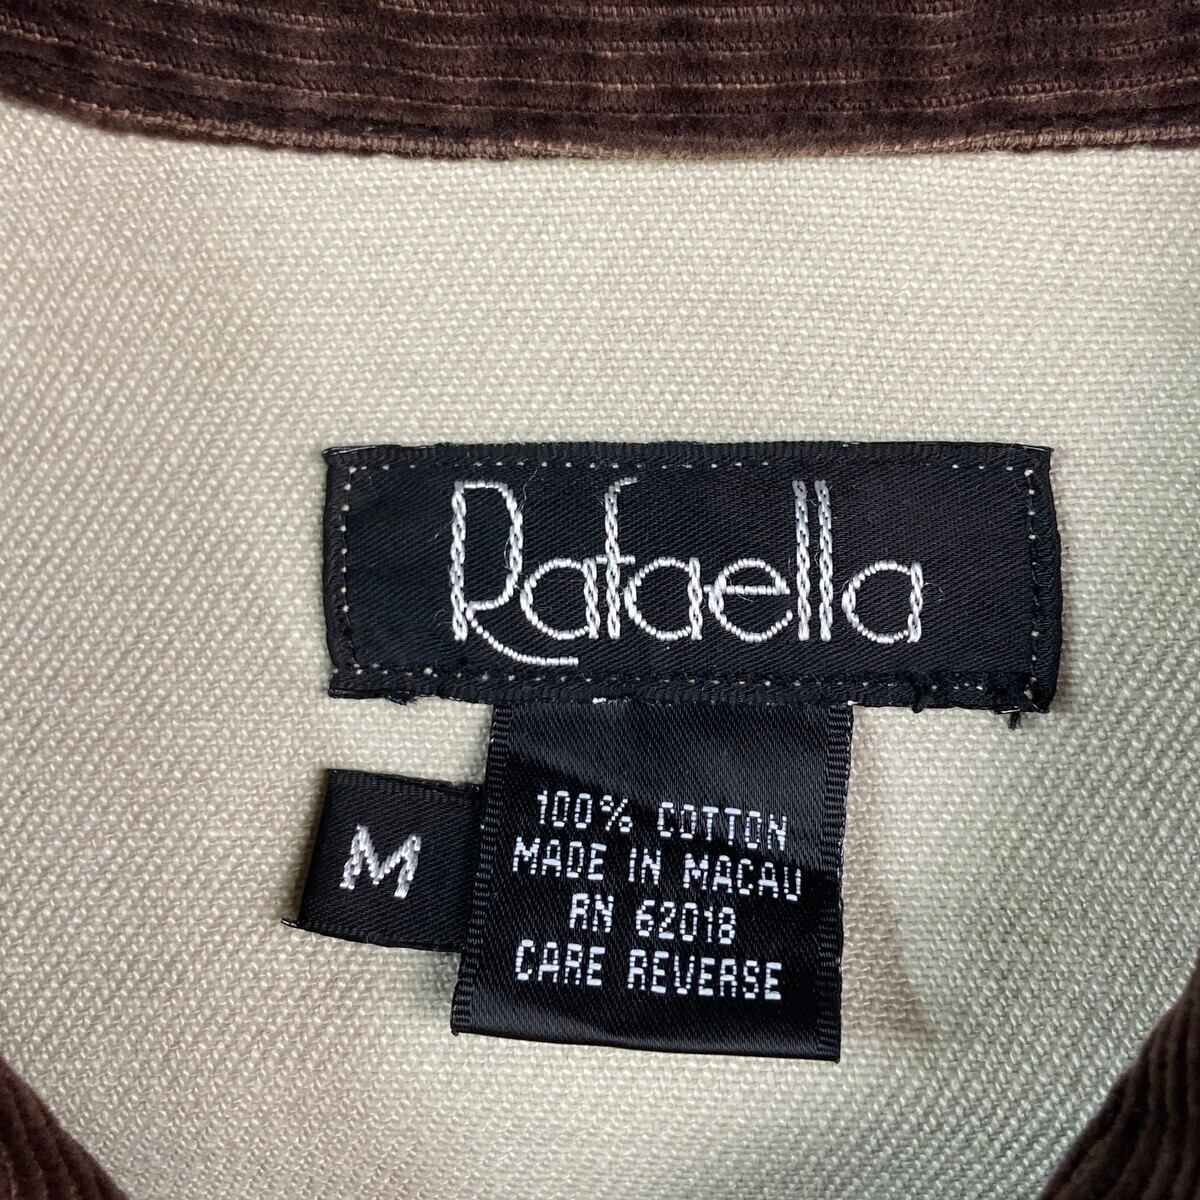 Rafaella
M
100% COTTON
MADE IN MACAU
RN 62018
CARE REVERSE